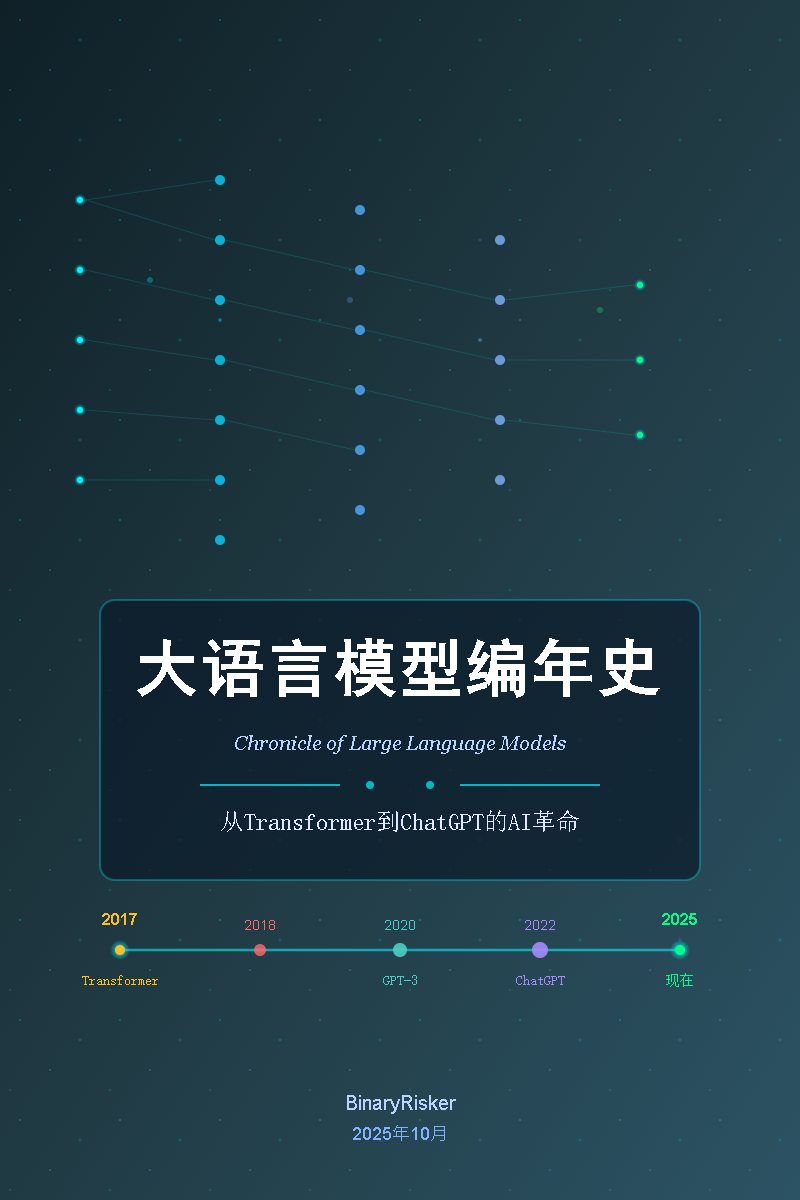 大语言模型编年史
Chronicle of Large Language Models
从Transformer到ChatGPT的AI革命
2017 2018 2020 2022 2025
Transformer GPT-3 ChatGPT 现在
BinaryRisker
2025年10月